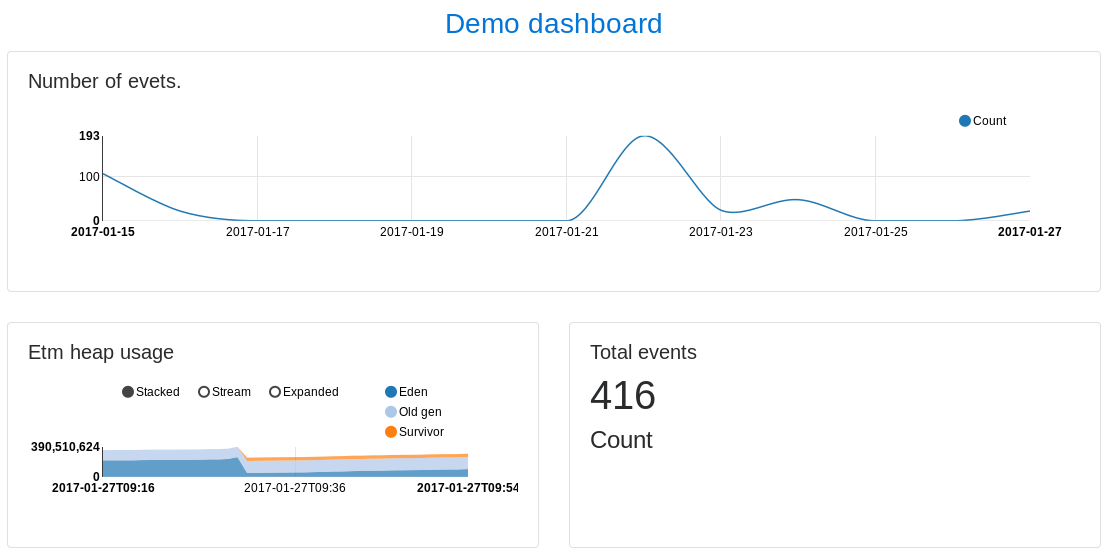 Demo dashboard
Number of evets.
Count
193
100
0
2017-01-15 2017-01-17 2017-01-19 2017-01-21 2017-01-23 2017-01-25 2017-01-27
Etm heap usage
Stacked Stream Expanded Eden
Old gen
Survivor
390,510,624
0
2017-01-27T09:16 2017-01-27T09:36 2017-01-27T09:54
Total events
416
Count